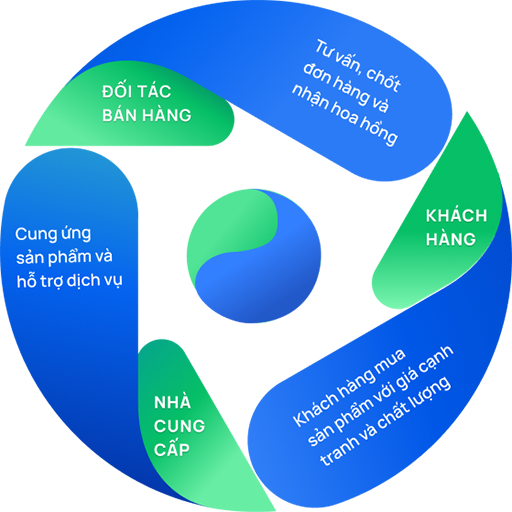 ĐỐI TÁC
BÁN HÀNG
Tư vấn, chốt
đơn hàng và
nhận hoa hồng
KHÁCH
HÀNG
Khách hàng mua
sản phẩm với giá cạnh
tranh và chất lượng
NHÀ
CUNG
CẤP
Cung ứng
sản phẩm và
hỗ trợ dịch vụ